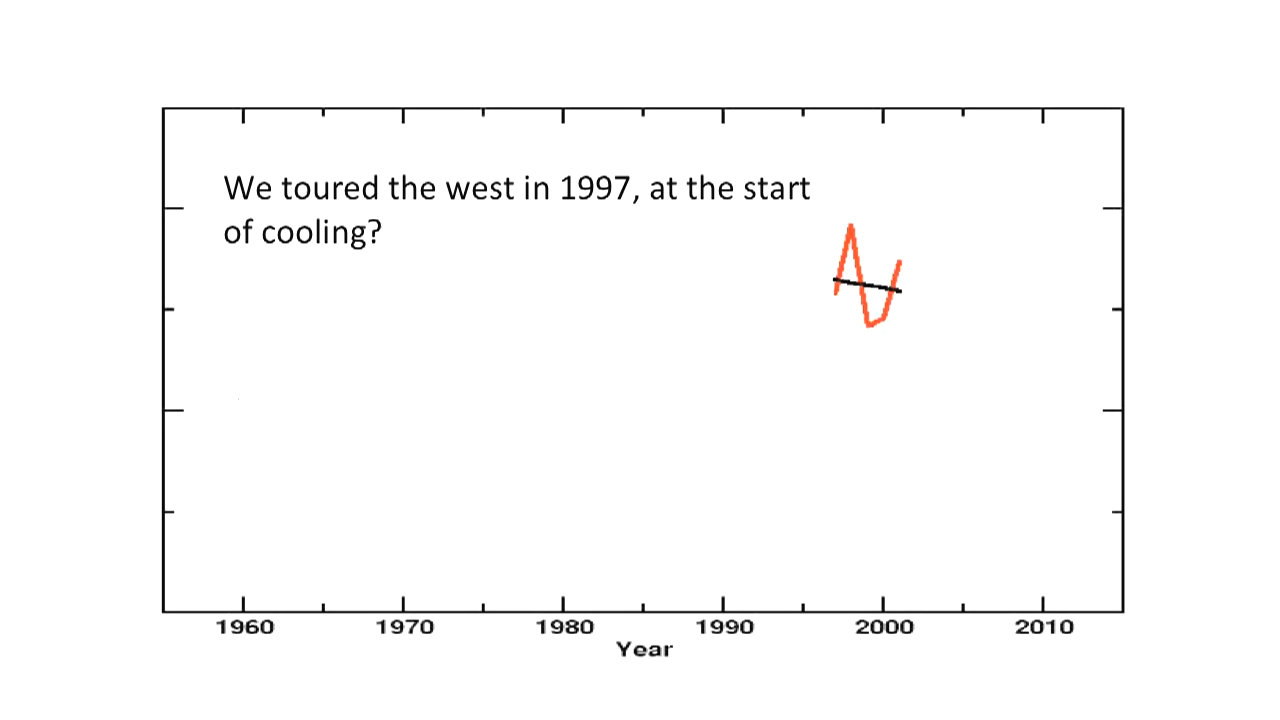 We toured the west in 1997, at the start
of cooling?
1960 1970 1980 1990 2000 2010
Year